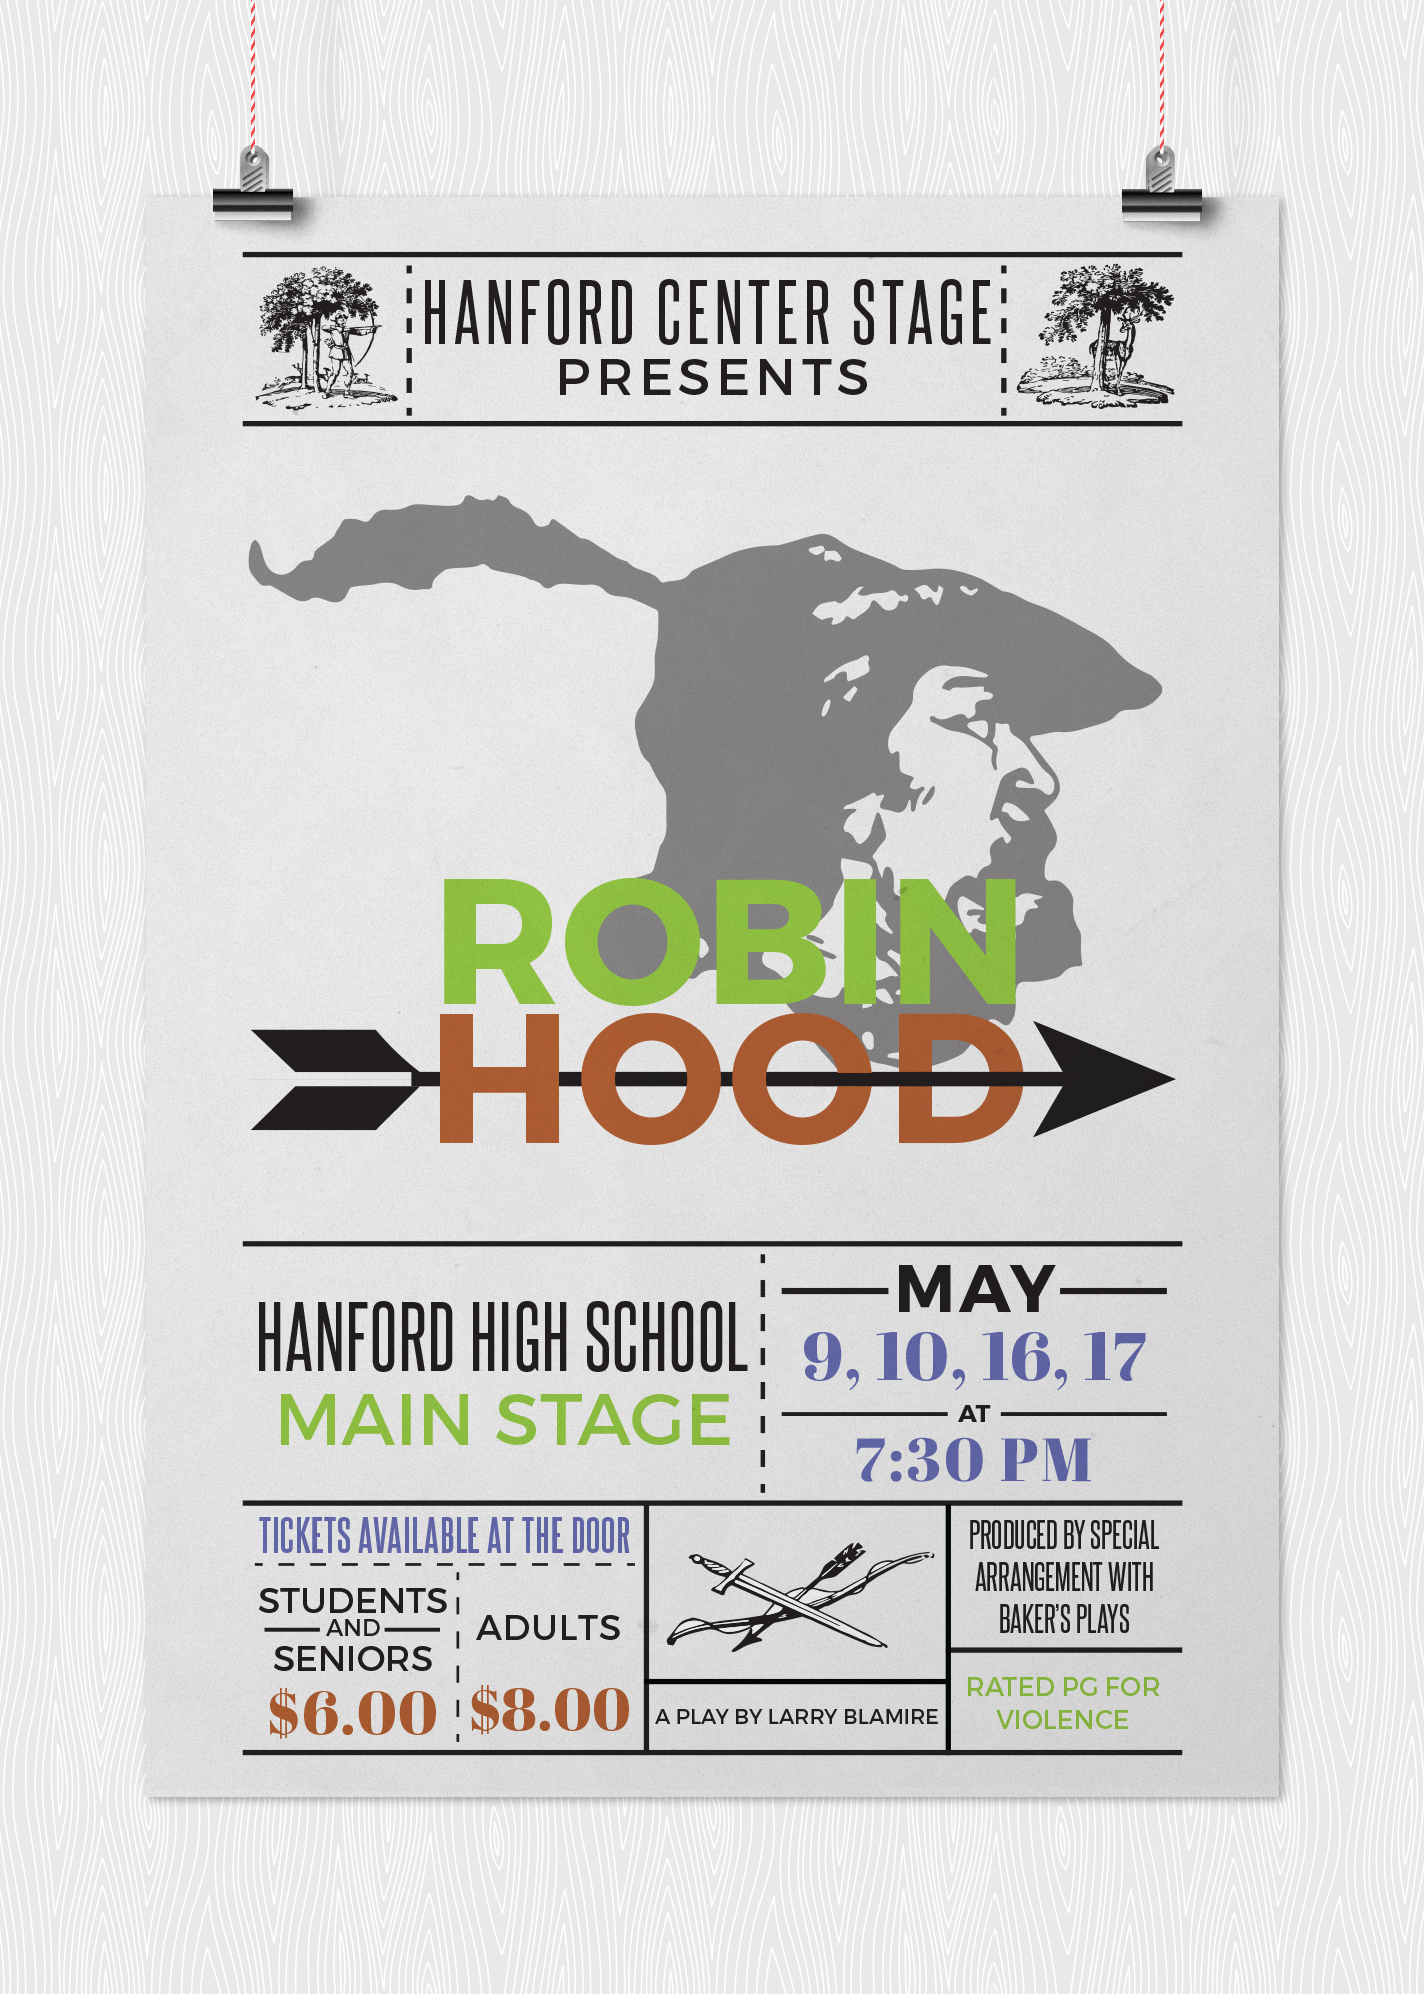 HANFORD CENTER STAGE
PRESENTS
ROBIN
HOOD
HANFORD HIGH SCHOOL
MAIN STAGE
MAY
9, 10, 16, 17
AT
7:30 PM
TICKETS AVAILABLE AT THE DOOR
STUDENTS
AND
SENIORS
$6.00
ADULTS
$8.00
A PLAY BY LARRY BLAMIRE
PRODUCED BY SPECIAL
ARRANGEMENT WITH
BAKER'S PLAYS
RATED PG FOR
VIOLENCE